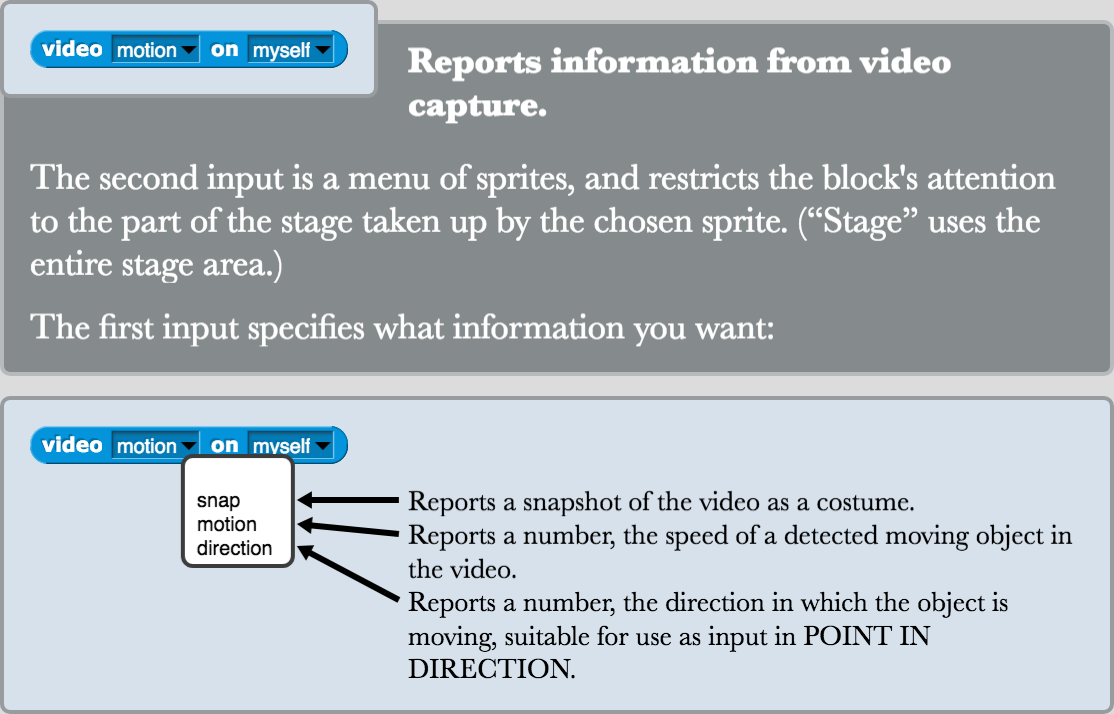 video motion on myself
Reports information from video
capture.
The second input is a menu of sprites, and restricts the block's attention
to the part of the stage taken up by the chosen sprite. (“Stage” uses the
entire stage area.)
The first input specifies what information you want:
video motion on myself
snap
motion
direction
Reports a snapshot of the video as a costume.
Reports a number, the speed of a detected moving object in
the video.
Reports a number, the direction in which the object is
moving, suitable for use as input in POINT IN
DIRECTION.